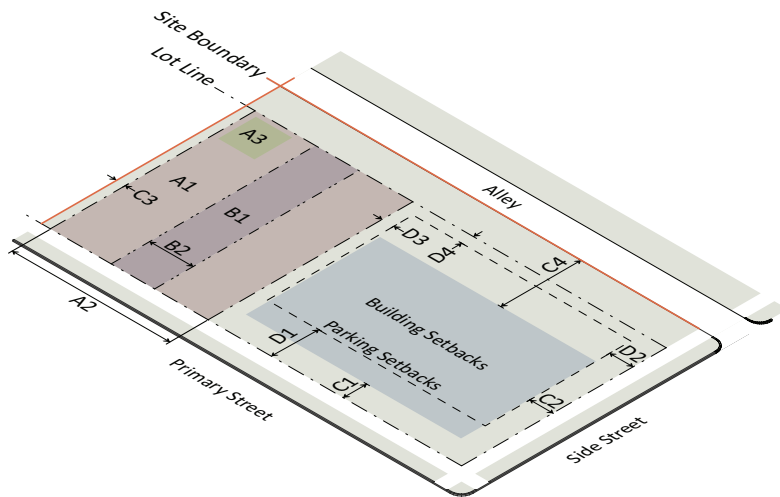 Site Boundary
Lot Line
A3
A1
C3
B1
B2
A2
Alley
D3
D4
C4
Building Setbacks
Parking Setbacks
D1
D2
C1
C2
Primary Street
Side Street